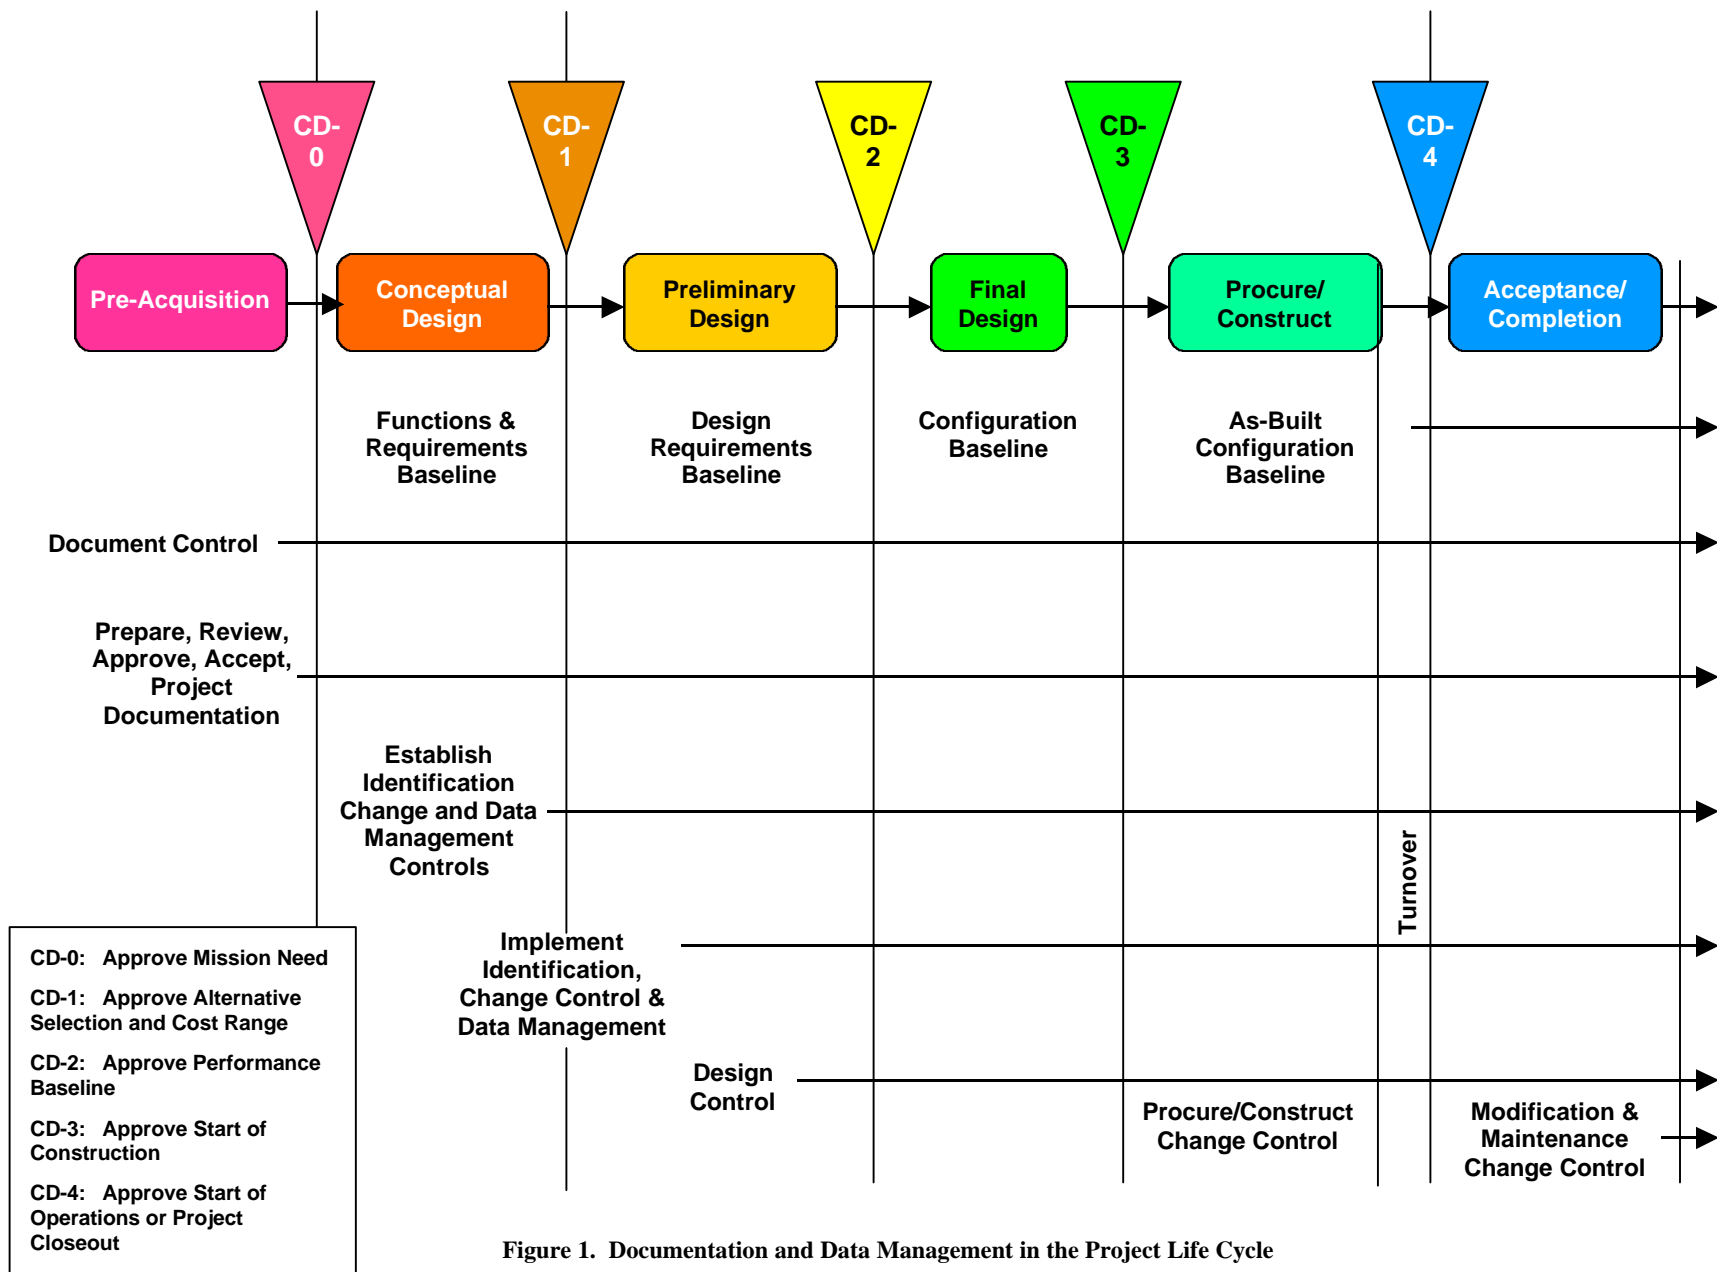 CD-
0
CD-
1
CD-
2
CD-
3
CD-
4
Pre-Acquisition
Conceptual
Design
Preliminary
Design
Final
Design
Procure/
Construct
Acceptance/
Completion
Functions &
Requirements
Baseline
Design
Requirements
Baseline
Configuration
Baseline
As-Built
Configuration
Baseline
Document Control
Prepare, Review,
Approve, Accept,
Project
Documentation
Establish
Identification
Change and Data
Management
Controls
Turnover
Implement
Identification,
Change Control &
Data Management
Design
Control
Procure/Construct
Change Control
Modification &
Maintenance
Change Control
CD-0: Approve Mission Need
CD-1: Approve Alternative
Selection and Cost Range
CD-2: Approve Performance
Baseline
CD-3: Approve Start of
Construction
CD-4: Approve Start of
Operations or Project
Closeout
Figure 1. Documentation and Data Management in the Project Life Cycle